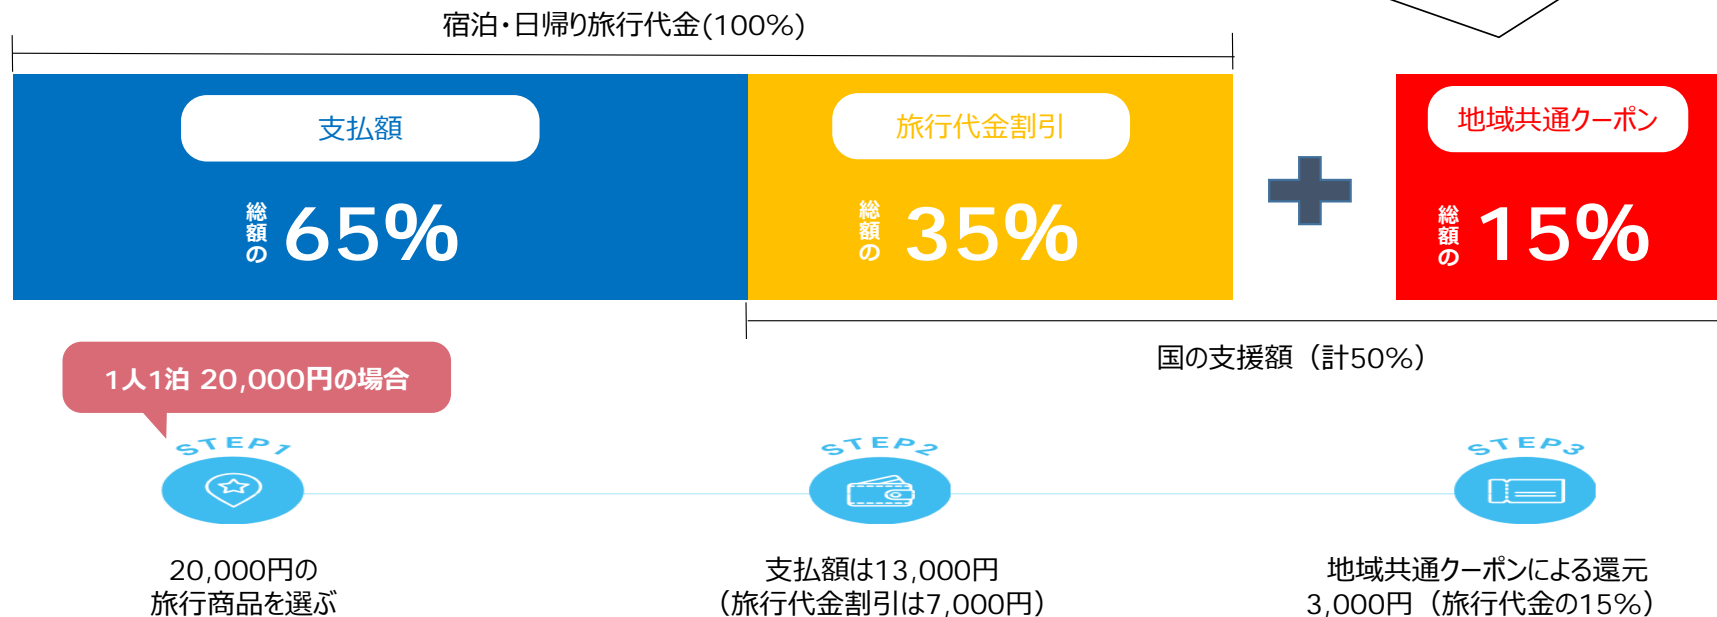 宿泊・日帰り旅行代金(100%)
支払額
旅行代金割引
地域共通クーポン
総額の 65%
総額の 35%
総額の 15%
国の支援額（計50%）
1人1泊 20,000円の場合
STEP1
STEP2
STEP3
20,000円の
旅行商品を選ぶ
支払額は13,000円
（旅行代金割引は7,000円）
地域共通クーポンによる還元
3,000円（旅行代金の15%）